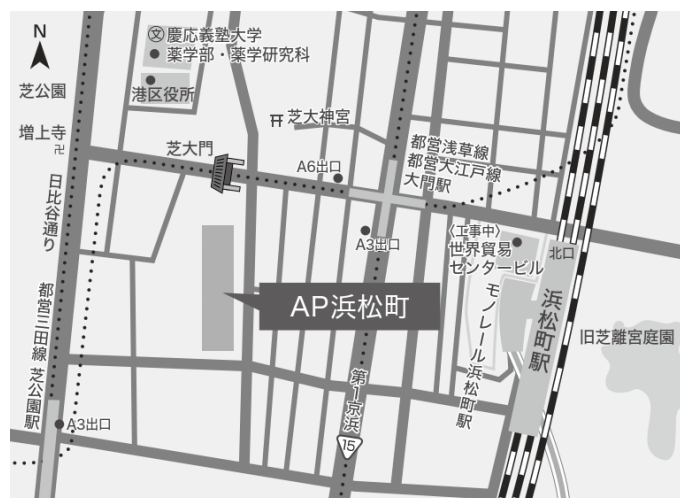 N
文 慶応義塾大学
薬学部・薬学研究科
芝公園
港区役所
増上寺
卍
芝大門
芝大神宮
都営浅草線
都営大江戸線
大門駅
A6出口
日比谷通り
A3出口
〈工事中〉
世界貿易
センタービル
北口
AP浜松町
モノレール浜松町駅
浜松町駅
旧芝離宮庭園
都営三田線 芝公園駅
第一京浜
15
A3出口